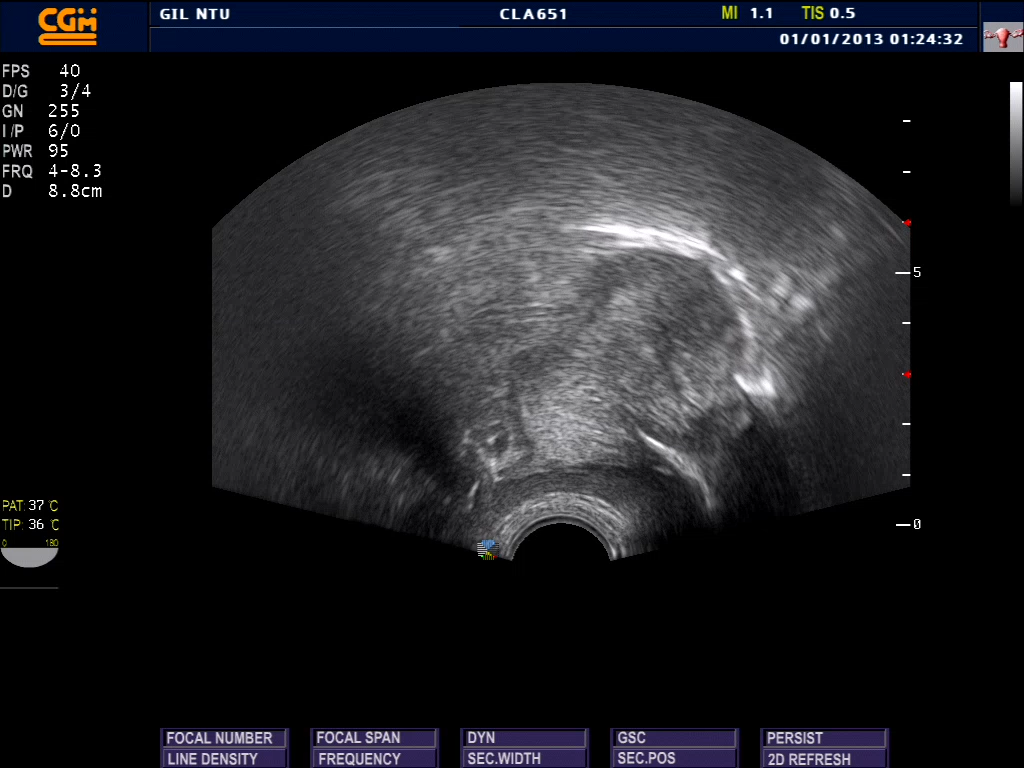 CGM
GIL NTU CLA651 MI 1.1 TIS 0.5
01/01/2013 01:24:32
FPS 40
D/G 3/4
GN 255
I/P 6/0
PWR 95
FRQ 4-8.3
D 8.8cm
5
PAT: 37 °C
TIP: 36 °C
0 180
0
FOCAL NUMBER FOCAL SPAN DYN GSC PERSIST
LINE DENSITY FREQUENCY SEC.WIDTH SEC.POS 2D REFRESH